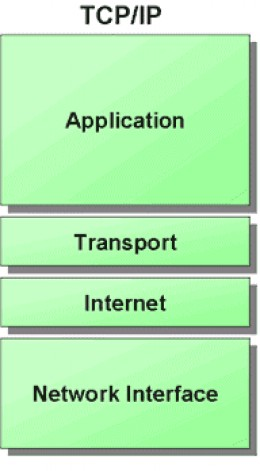 TCP/IP
Application
Transport
Internet
Network Interface